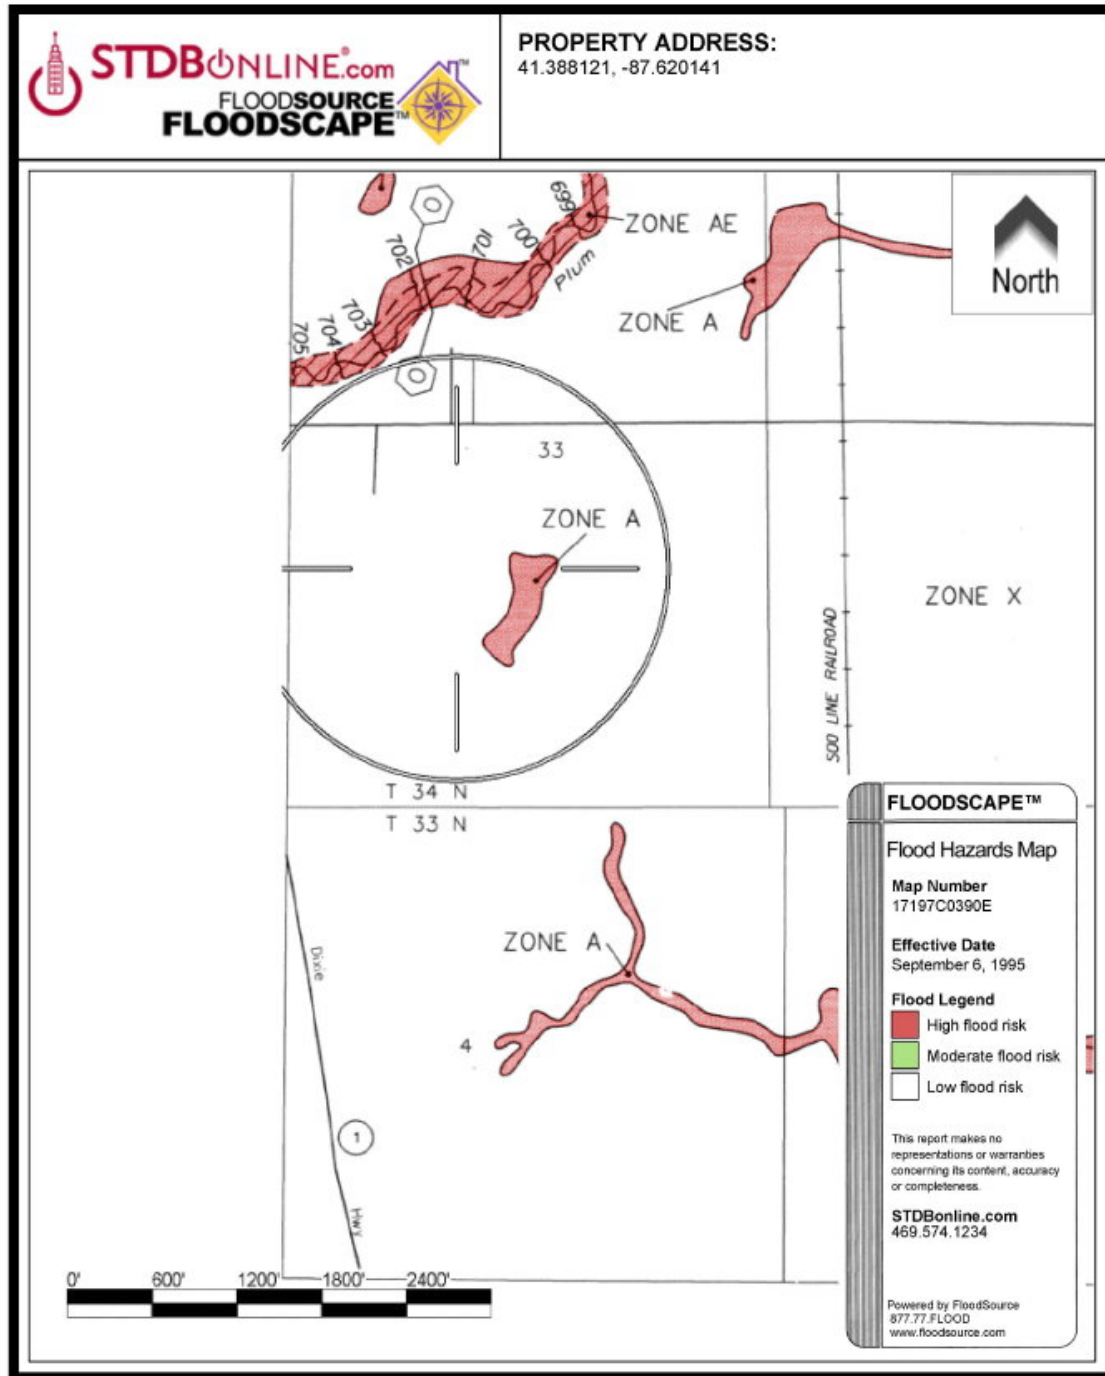 STDBONLINE®.com
FLOODSOURCE
FLOODSCAPE™
PROPERTY ADDRESS:
41.388121, -87.620141
North
699
ZONE AE
700
701
Plum
702
ZONE A
703
704
705
33
ZONE A
ZONE X
SOO LINE RAILROAD
T 34 N
T 33 N
ZONE A
Dixie
4
1
Hwy
0' 600' 1200' 1800' 2400'
FLOODSCAPE™
Flood Hazards Map
Map Number
17197C0390E
Effective Date
September 6, 1995
Flood Legend
High flood risk
Moderate flood risk
Low flood risk
This report makes no
representations or warranties
concerning its content, accuracy
or completeness.
STDBonline.com
469.574.1234
Powered by FloodSource
877.77.FLOOD
www.floodsource.com